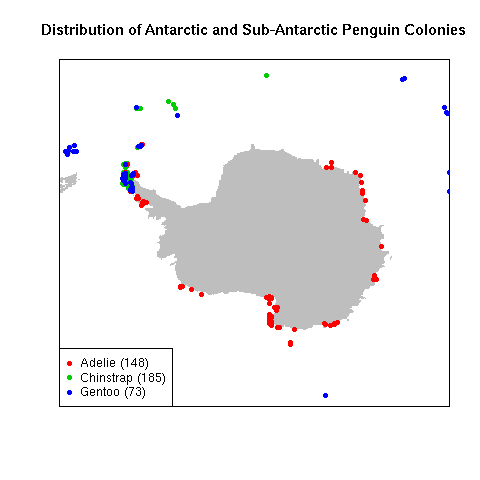 Distribution of Antarctic and Sub-Antarctic Penguin Colonies
Adelie (148)
Chinstrap (185)
Gentoo (73)